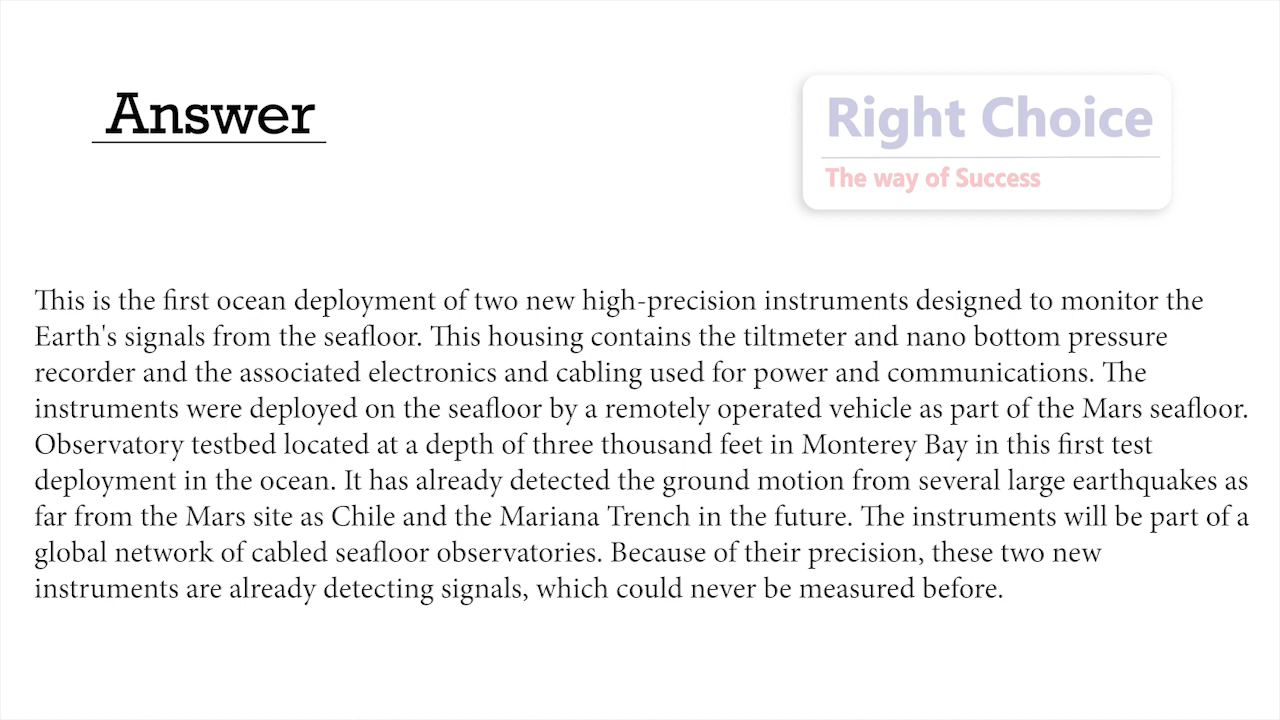 Answer
Right Choice
The way of Success
This is the first ocean deployment of two new high-precision instruments designed to monitor the
Earth's signals from the seafloor. This housing contains the tiltmeter and nano bottom pressure
recorder and the associated electronics and cabling used for power and communications. The
instruments were deployed on the seafloor by a remotely operated vehicle as part of the Mars seafloor.
Observatory testbed located at a depth of three thousand feet in Monterey Bay in this first test
deployment in the ocean. It has already detected the ground motion from several large earthquakes as
far from the Mars site as Chile and the Mariana Trench in the future. The instruments will be part of a
global network of cabled seafloor observatories. Because of their precision, these two new
instruments are already detecting signals, which could never be measured before.